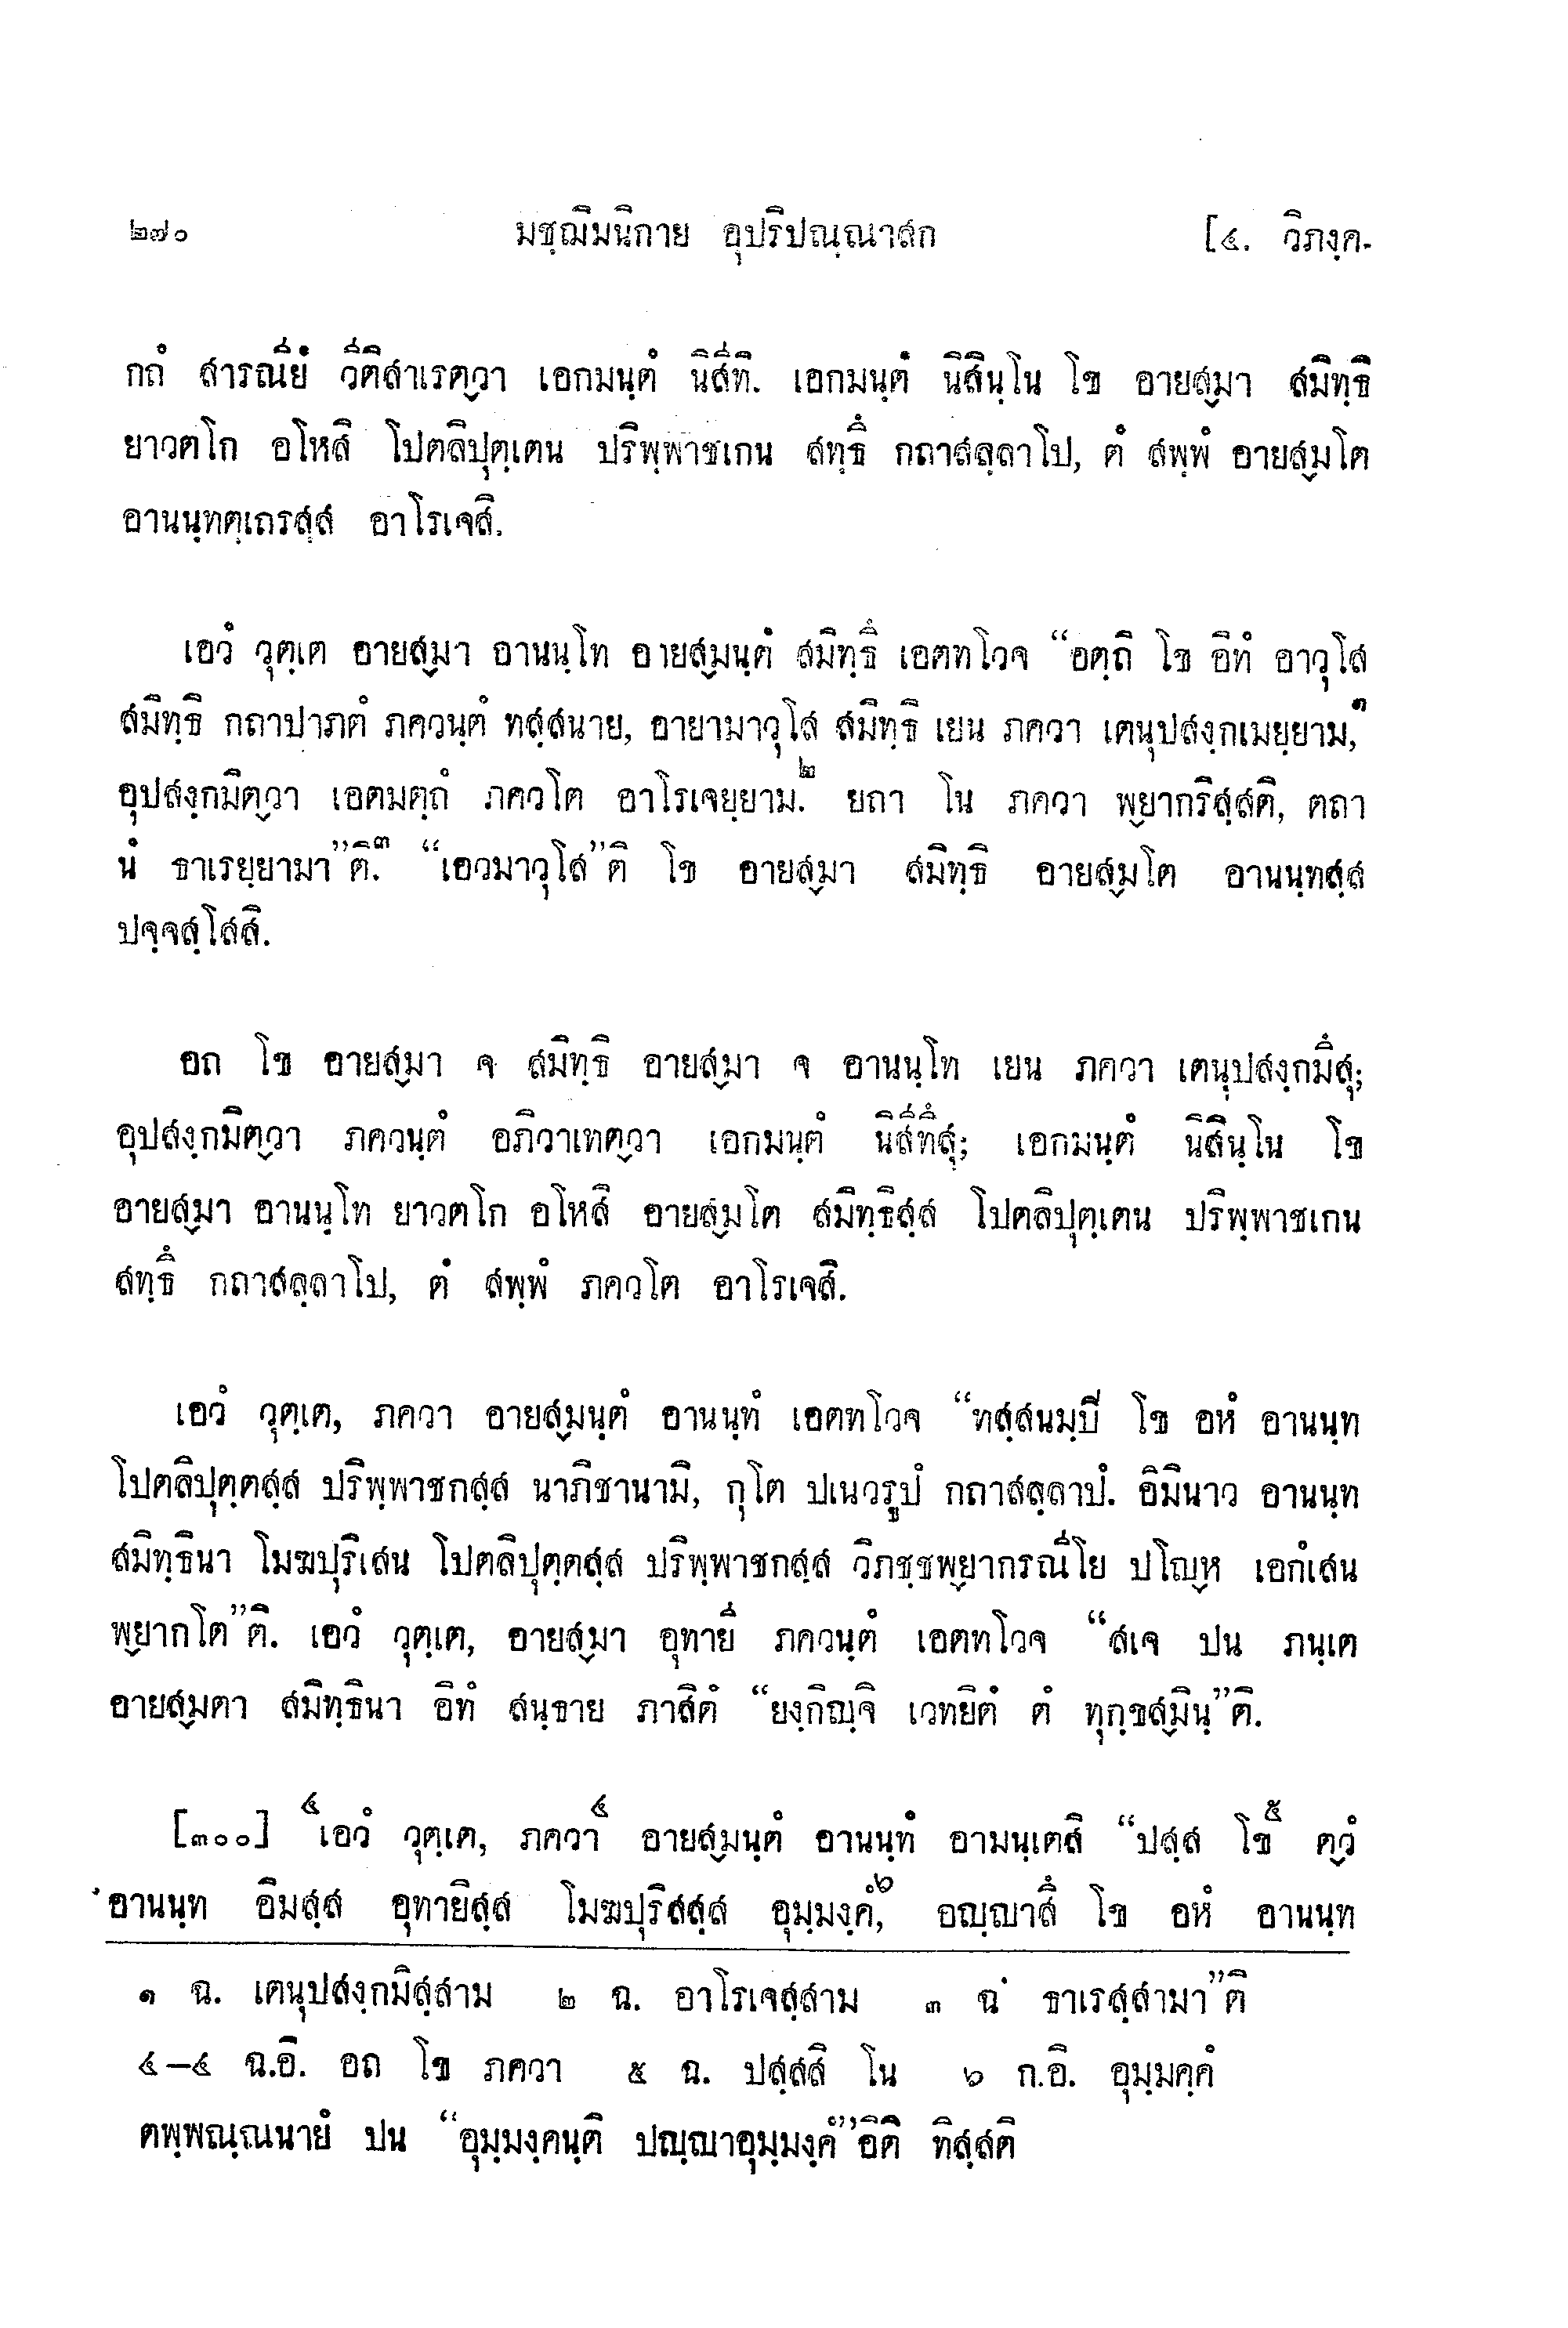 ๒๗๐ มชฺฌิมนิกาย อุปริปณฺณาสก [๔. วิภงฺค-
กถํ สารณียํ วีติสาเรตฺวา เอกมนฺตํ นิสีทิ. เอกมนฺตํ นิสินฺโน โข อายสฺมา สมิทฺธิ
ยาวตโก อโหสิ โปตลิปุตฺเตน ปริพฺพาชเกน สทฺธึ กถาสลฺลาโป, ตํ สพฺพํ อายสฺมโต
อานนฺทตฺเถรสฺส อาโรเจสิ.
เอวํ วุตฺเต อายสฺมา อานนฺโท อายสฺมนฺตํ สมิทฺธึ เอตทโวจ “อตฺถิ โข อิทํ อาวุโส
สมิทฺธิ กถาปาภตํ ภควนฺตํ ทสฺสนาย, อายามาวุโส สมิทฺธิ เยน ภควา เตนุปสงฺกเมยฺยาม,๑
อุปสงฺกมิตฺวา เอตมตฺถํ ภควโต อาโรเจยฺยาม.๒ ยถา โน ภควา พฺยากริสฺสติ, ตถา
นํ ธาเรยฺยามา”ติ.๓ “เอวมาวุโส”ติ โข อายสฺมา สมิทฺธิ อายสฺมโต อานนฺทสฺส
ปจฺจสฺโสสิ.
อถ โข อายสฺมา จ สมิทฺธิ อายสฺมา จ อานนฺโท เยน ภควา เตนุปสงฺกมึสุ;
อุปสงฺกมิตฺวา ภควนฺตํ อภิวาเทตฺวา เอกมนฺตํ นิสีทึสุ; เอกมนฺตํ นิสินฺโน โข
อายสฺมา อานนฺโท ยาวตโก อโหสิ อายสฺมโต สมิทฺธิสฺส โปตลิปุตฺเตน ปริพฺพาชเกน
สทฺธึ กถาสลฺลาโป, ตํ สพฺพํ ภควโต อาโรเจสิ.
เอวํ วุตฺเต, ภควา อายสฺมนฺตํ อานนฺทํ เอตทโวจ “ทสฺสนมฺปิ โข อหํ อานนฺท
โปตลิปุตฺตสฺส ปริพฺพาชกสฺส นาภิชานามิ, กุโต ปเนวรูปํ กถาสลฺลาปํ. อิมินาว อานนฺท
สมิทฺธินา โมฆปุริเสน โปตลิปุตฺตสฺส ปริพฺพาชกสฺส วิภชฺชพฺยากรณีโย ปโญฺห เอกํเสน
พฺยากโต”ติ. เอวํ วุตฺเต, อายสฺมา อุทายี ภควนฺตํ เอตทโวจ “สเจ ปน ภนฺเต
อายสฺมตา สมิทฺธินา อิทํ สนฺธาย ภาสิตํ “ยงฺกิญฺจิ เวทยิตํ ตํ ทุกฺขสฺมินฺ”ติ.
[๓๐๐] ๔เอวํ วุตฺเต, ภควา๔ อายสฺมนฺตํ อานนฺทํ อามนฺเตสิ “ปสฺส โข๕ ตฺวํ
อานนฺท อิมสฺส อุทายิสฺส โมฆปุริสสฺส อุมฺมงฺคํ,๖ อญฺญาสึ โข อหํ อานนฺท
๑ ฉ. เตนุปสงฺกมิสฺสาม ๒ ฉ. อาโรเจสฺสาม ๓ ฉ. ธาเรสฺสามา”ติ
๔-๔ ฉ.อิ. อถ โข ภควา ๕ ฉ. ปสฺสสิ โน ๖ ก.อิ. อุมฺมคฺคํ
ตพฺพณฺณนายํ ปน “อุมฺมงฺคนฺติ ปญฺญาอุมฺมงฺคํ”อิติ ทิสฺสติ